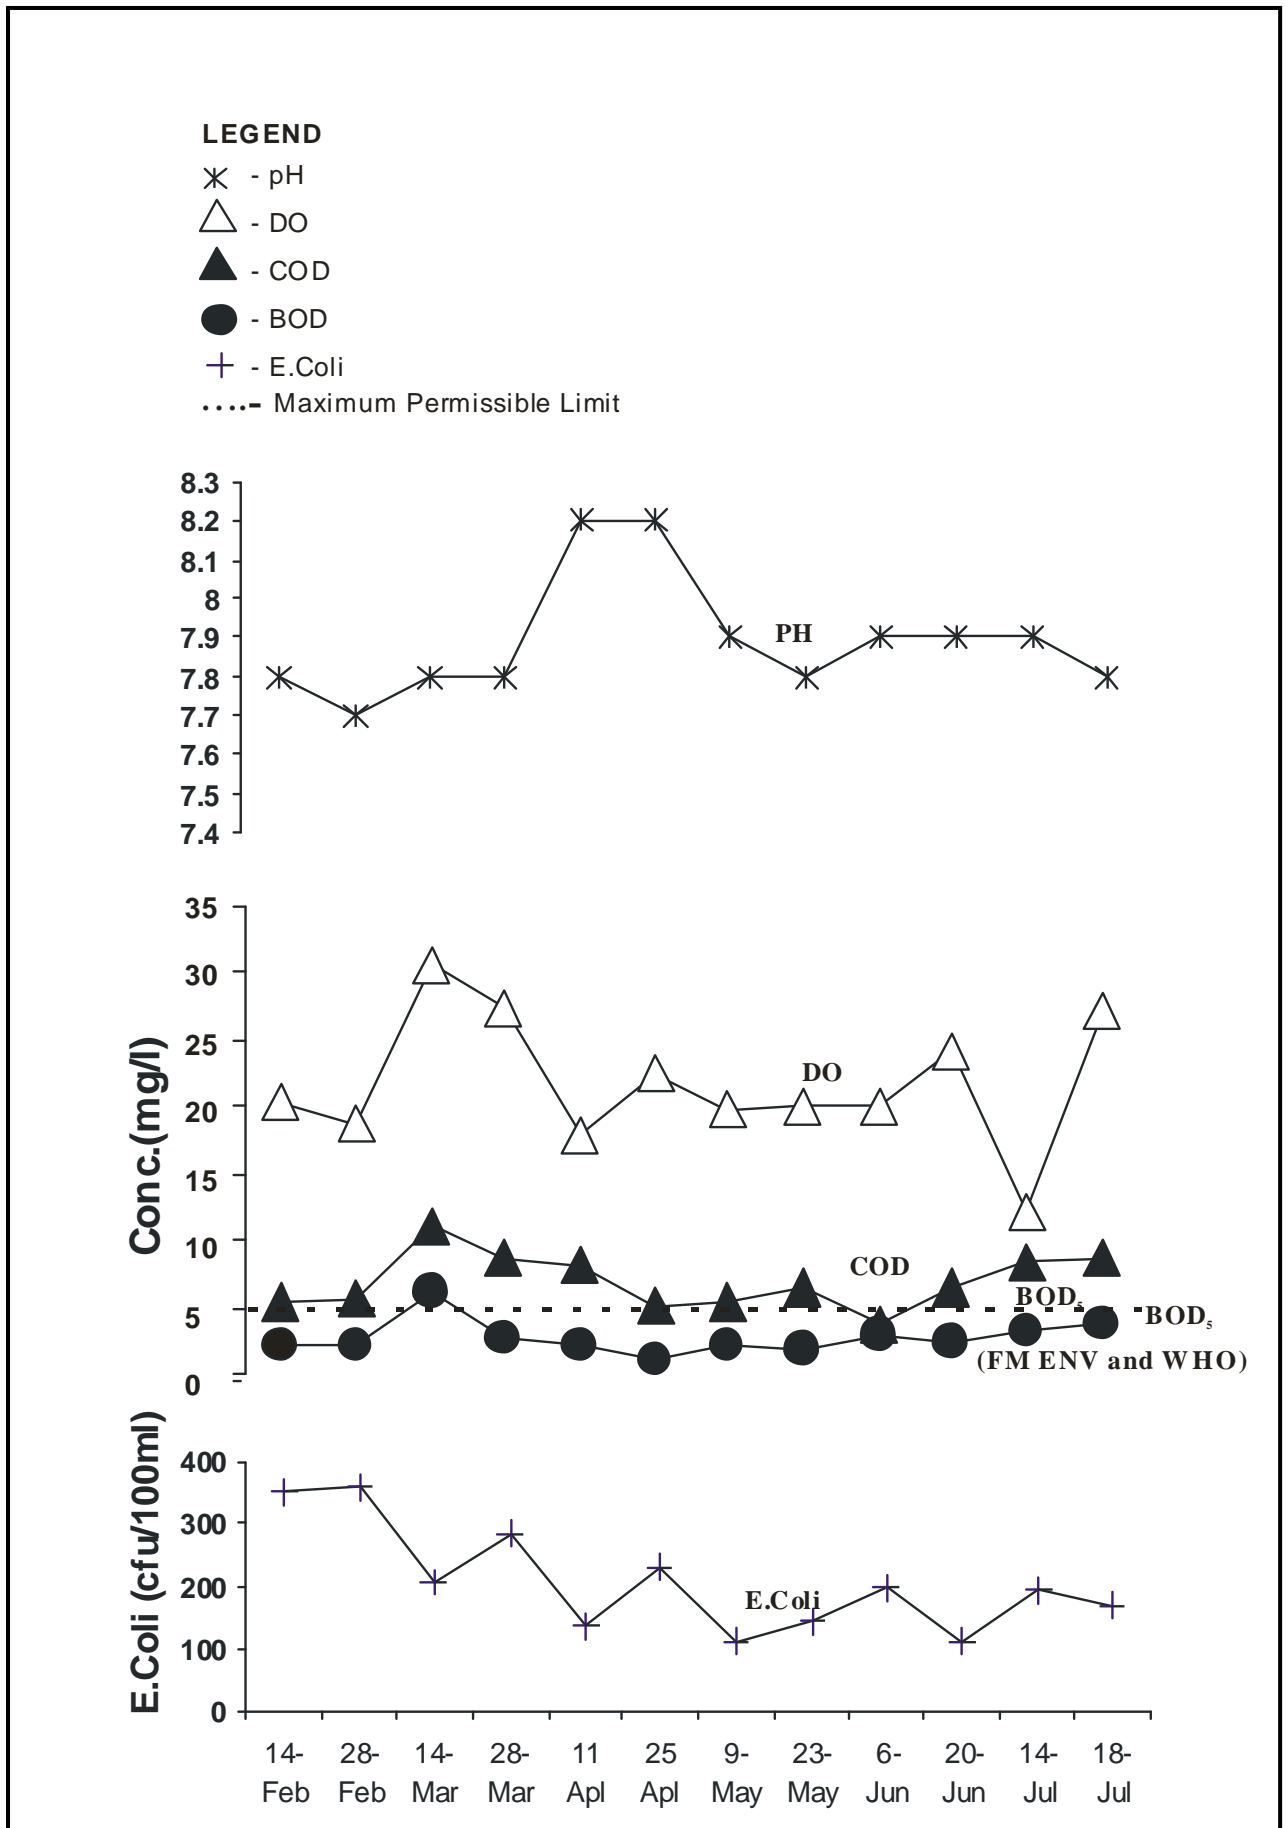 LEGEND
- pH
- DO
- COD
- BOD
- E.Coli
....- Maximum Permissible Limit
8.3
8.2
8.1
8
7.9
7.8
7.7
7.6
7.5
7.4
PH
35
30
25
20
15
10
5
0
Conc.(mg/l)
DO
COD
BOD₅
BOD₅
(FM ENV and WHO)
E.Coli (cfu/100ml)
400
300
200
100
0
E.Coli
14- 28- 14- 28- 11 25 9- 23- 6- 20- 14- 18-
Feb Feb Mar Mar Apl Apl May May Jun Jun Jul Jul